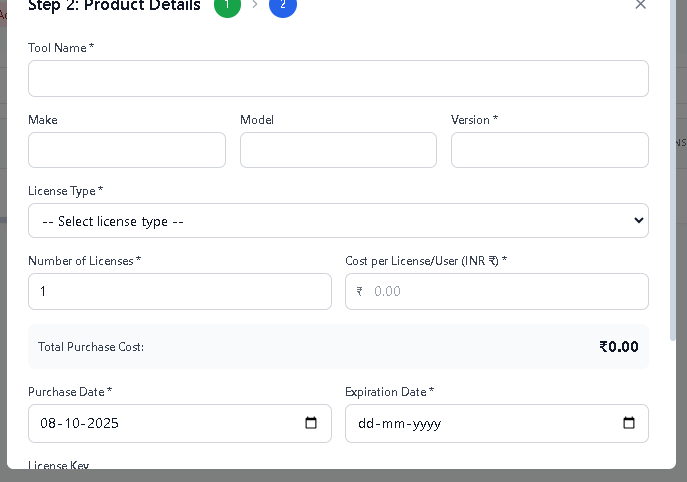 Step 2: Product Details 1 > 2 ×
Tool Name *
Make Model Version *
License Type *
-- Select license type --
Number of Licenses * Cost per License/User (INR ₹) *
1 ₹ 0.00
Total Purchase Cost: ₹0.00
Purchase Date * Expiration Date *
08-10-2025 dd-mm-yyyy
License Key